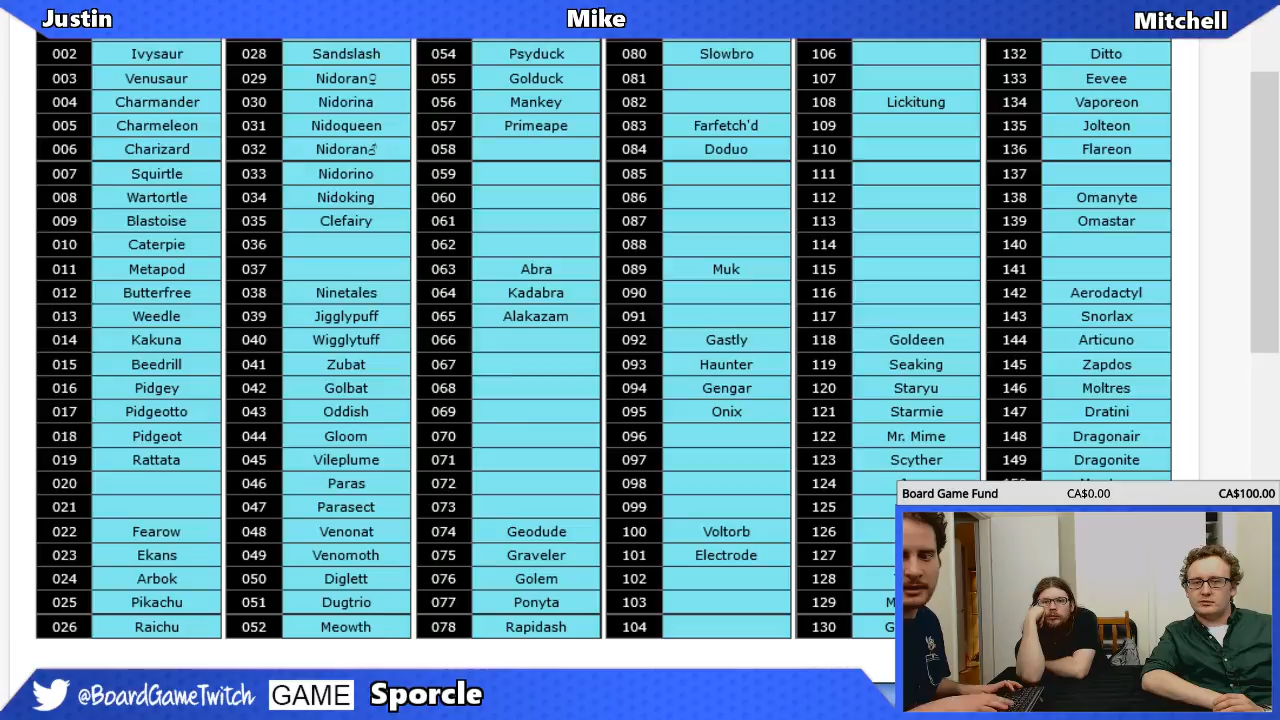 Justin Mike Mitchell
002 Ivysaur 028 Sandslash 054 Psyduck 080 Slowbro 106 132 Ditto
003 Venusaur 029 Nidoran♀ 055 Golduck 081 107 133 Eevee
004 Charmander 030 Nidorina 056 Mankey 082 108 Lickitung 134 Vaporeon
005 Charmeleon 031 Nidoqueen 057 Primeape 083 Farfetch'd 109 135 Jolteon
006 Charizard 032 Nidoran♂ 058 084 Doduo 110 136 Flareon
007 Squirtle 033 Nidorino 059 085 111 137
008 Wartortle 034 Nidoking 060 086 112 138 Omanyte
009 Blastoise 035 Clefairy 061 087 113 139 Omastar
010 Caterpie 036 062 088 114 140
011 Metapod 037 063 Abra 089 Muk 115 141
012 Butterfree 038 Ninetales 064 Kadabra 090 116 142 Aerodactyl
013 Weedle 039 Jigglypuff 065 Alakazam 091 117 143 Snorlax
014 Kakuna 040 Wigglytuff 066 092 Gastly 118 Goldeen 144 Articuno
015 Beedrill 041 Zubat 067 093 Haunter 119 Seaking 145 Zapdos
016 Pidgey 042 Golbat 068 094 Gengar 120 Staryu 146 Moltres
017 Pidgeotto 043 Oddish 069 095 Onix 121 Starmie 147 Dratini
018 Pidgeot 044 Gloom 070 096 122 Mr. Mime 148 Dragonair
019 Rattata 045 Vileplume 071 097 123 Scyther 149 Dragonite
020 046 Paras 072 098 124
021 047 Parasect 073 099 125
022 Fearow 048 Venonat 074 Geodude 100 Voltorb 126
023 Ekans 049 Venomoth 075 Graveler 101 Electrode 127
024 Arbok 050 Diglett 076 Golem 102 128
025 Pikachu 051 Dugtrio 077 Ponyta 103 129 M
026 Raichu 052 Meowth 078 Rapidash 104 130 G
Board Game Fund CA$0.00 CA$100.00
@BoardGameTwitch GAME Sporcle